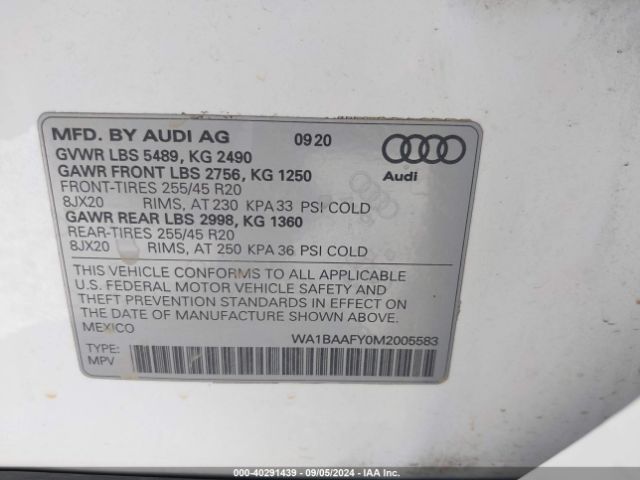 MFD. BY AUDI AG 09 20
GVWR LBS 5489, KG 2490
GAWR FRONT LBS 2756, KG 1250
Audi
FRONT-TIRES 255/45 R20
8JX20 RIMS, AT 230 KPA 33 PSI COLD
GAWR REAR LBS 2998, KG 1360
REAR-TIRES 255/45 R20
8JX20 RIMS, AT 250 KPA 36 PSI COLD
THIS VEHICLE CONFORMS TO ALL APPLICABLE
U.S. FEDERAL MOTOR VEHICLE SAFETY AND
THEFT PREVENTION STANDARDS IN EFFECT ON
THE DATE OF MANUFACTURE SHOWN ABOVE.
MEXICO
WA1BAAFY0M2005583
TYPE:
MPV
000-40291439 - 09/05/2024 - IAA Inc.